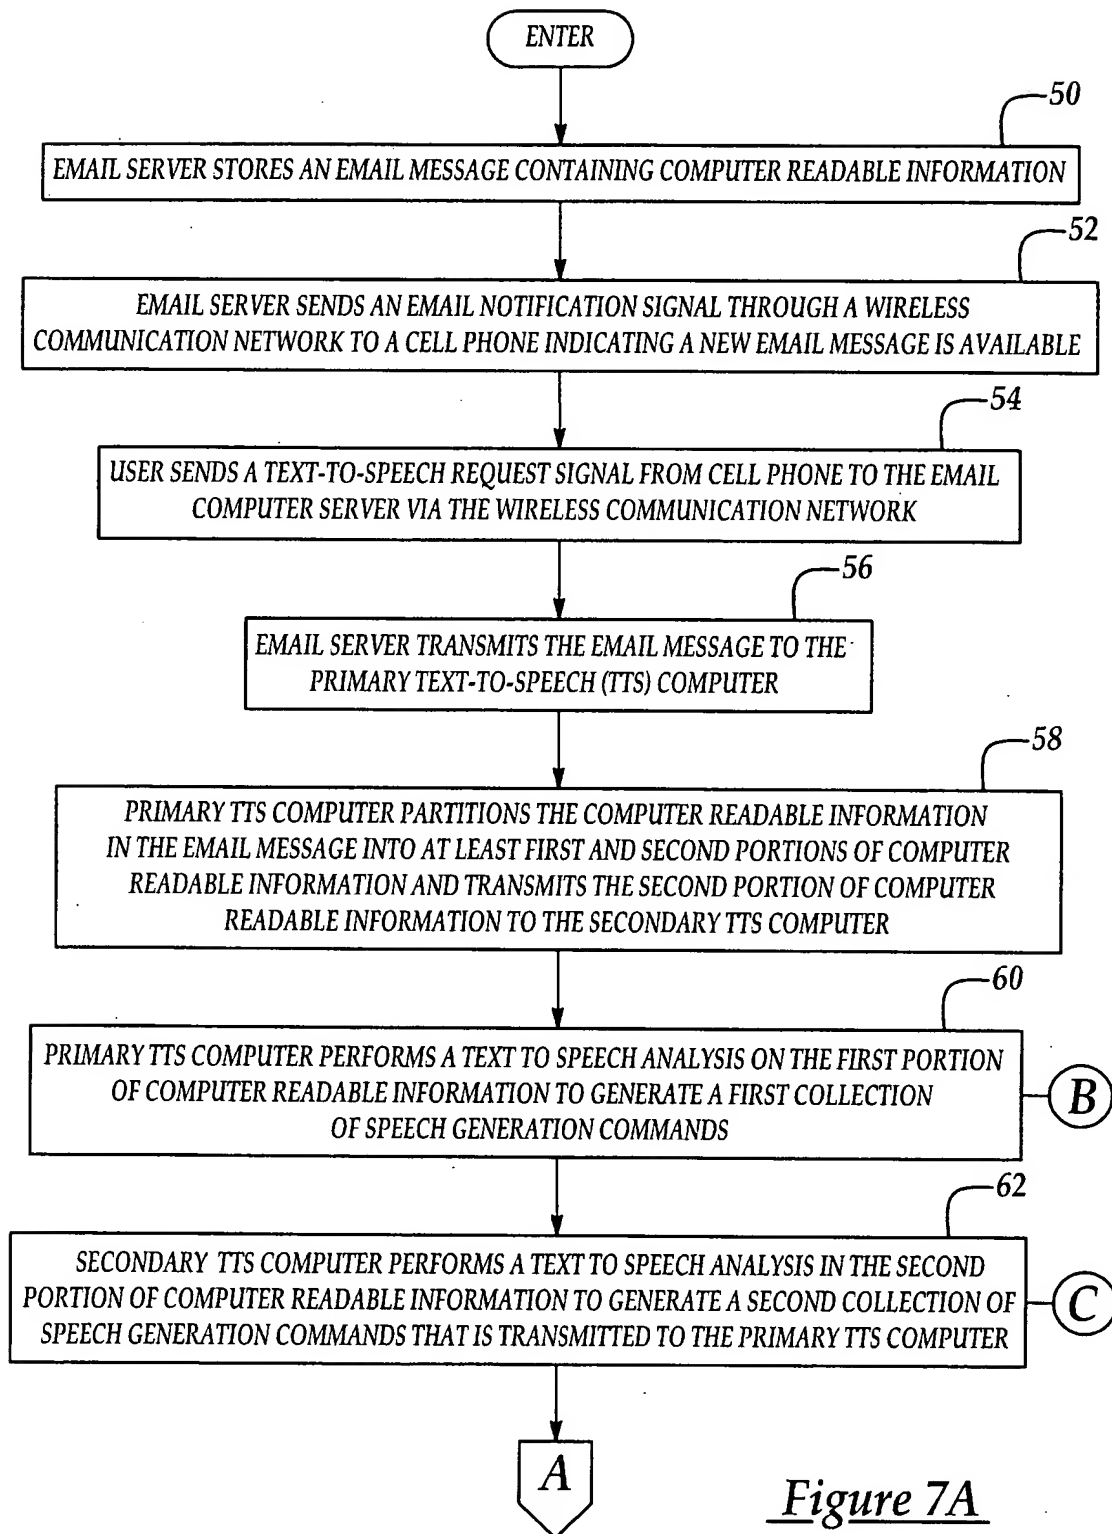 ENTER
50
EMAIL SERVER STORES AN EMAIL MESSAGE CONTAINING COMPUTER READABLE INFORMATION
52
EMAIL SERVER SENDS AN EMAIL NOTIFICATION SIGNAL THROUGH A WIRELESS
COMMUNICATION NETWORK TO A CELL PHONE INDICATING A NEW EMAIL MESSAGE IS AVAILABLE
54
USER SENDS A TEXT-TO-SPEECH REQUEST SIGNAL FROM CELL PHONE TO THE EMAIL
COMPUTER SERVER VIA THE WIRELESS COMMUNICATION NETWORK
56
EMAIL SERVER TRANSMITS THE EMAIL MESSAGE TO THE
PRIMARY TEXT-TO-SPEECH (TTS) COMPUTER
58
PRIMARY TTS COMPUTER PARTITIONS THE COMPUTER READABLE INFORMATION
IN THE EMAIL MESSAGE INTO AT LEAST FIRST AND SECOND PORTIONS OF COMPUTER
READABLE INFORMATION AND TRANSMITS THE SECOND PORTION OF COMPUTER
READABLE INFORMATION TO THE SECONDARY TTS COMPUTER
60
PRIMARY TTS COMPUTER PERFORMS A TEXT TO SPEECH ANALYSIS ON THE FIRST PORTION
OF COMPUTER READABLE INFORMATION TO GENERATE A FIRST COLLECTION
OF SPEECH GENERATION COMMANDS
B
62
SECONDARY TTS COMPUTER PERFORMS A TEXT TO SPEECH ANALYSIS IN THE SECOND
PORTION OF COMPUTER READABLE INFORMATION TO GENERATE A SECOND COLLECTION OF
SPEECH GENERATION COMMANDS THAT IS TRANSMITTED TO THE PRIMARY TTS COMPUTER
C
A
Figure 7A